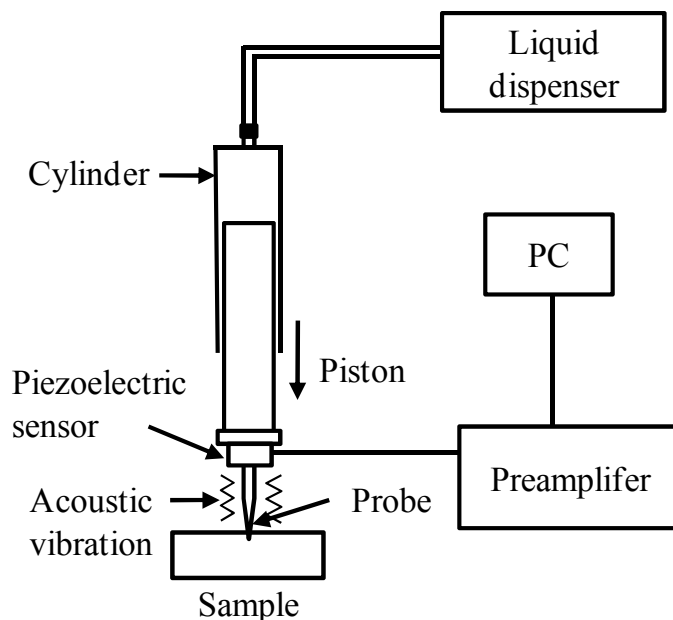 Liquid
dispenser
Cylinder
PC
Piston
Piezoelectric
sensor
Preamplifer
Acoustic
vibration
Probe
Sample